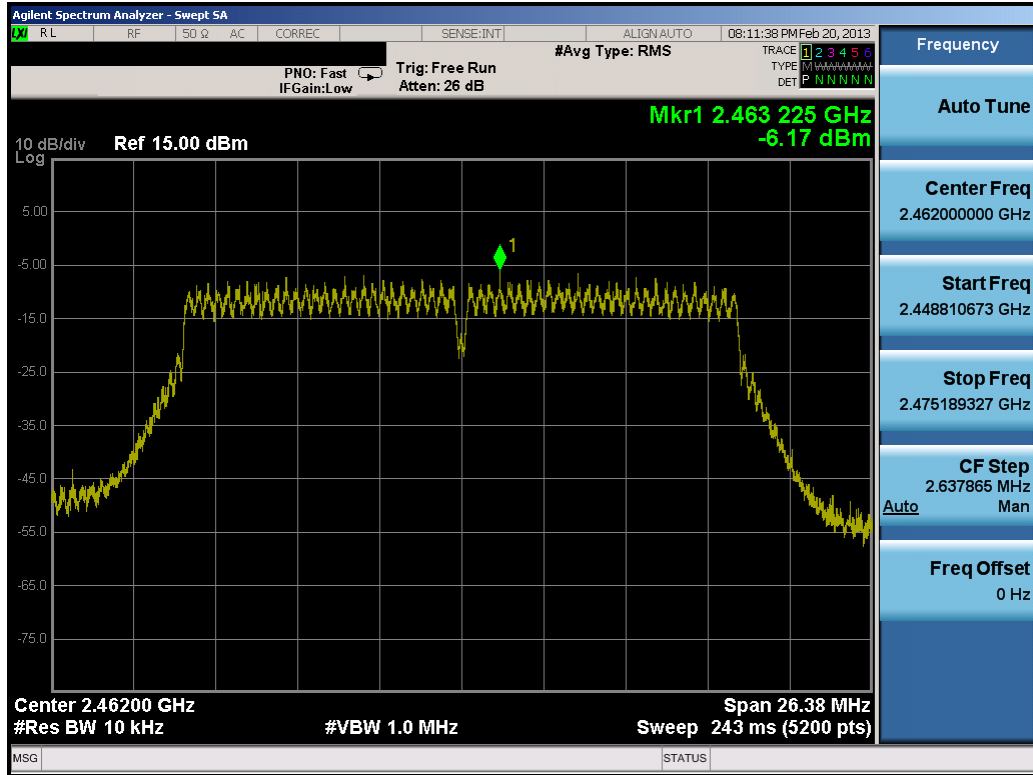 Agilent Spectrum Analyzer - Swept SA
LXI RL RF 50 Ω AC CORREC SENSE:INT ALIGN AUTO 08:11:38 PM Feb 20, 2013
#Avg Type: RMS TRACE 1 2 3 4 5 6
PNO: Fast Trig: Free Run TYPE M WWWWW
IFGain:Low Atten: 26 dB DET P N N N N N
Mkr1 2.463 225 GHz
-6.17 dBm
10 dB/div Ref 15.00 dBm
Log
1
5.00
-5.00
-15.0
-25.0
-35.0
-45.0
-55.0
-65.0
-75.0
Center 2.46200 GHz Span 26.38 MHz
#Res BW 10 kHz #VBW 1.0 MHz Sweep 243 ms (5200 pts)
MSG STATUS
Frequency
Auto Tune
Center Freq
2.462000000 GHz
Start Freq
2.448810673 GHz
Stop Freq
2.475189327 GHz
CF Step
2.637865 MHz
Auto Man
Freq Offset
0 Hz